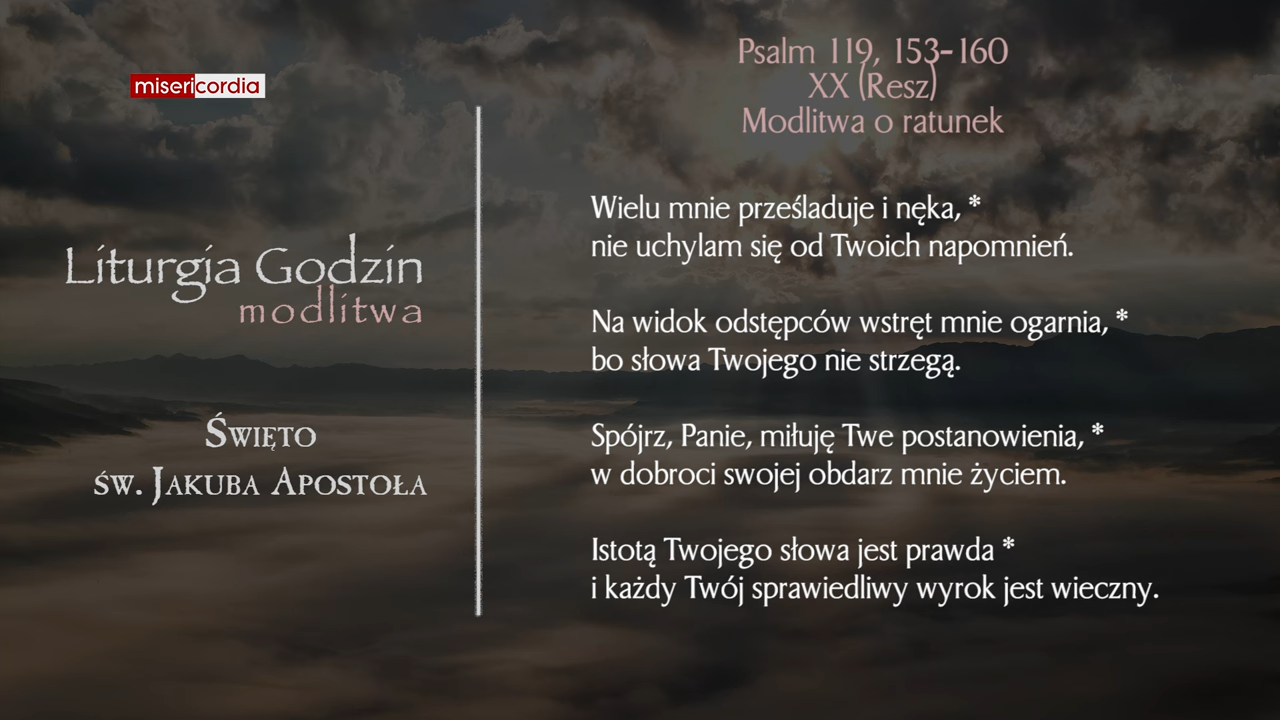 misericordia
Liturgia Godzin
modlitwa
Święto
św. Jakuba Apostoła
Psalm 119, 153-160
XX (Resz)
Modlitwa o ratunek
Wielu mnie prześladuje i nęka, *
nie uchylam się od Twoich napomnień.
Na widok odstępców wstręt mnie ogarnia, *
bo słowa Twojego nie strzegą.
Spójrz, Panie, miłuję Twe postanowienia, *
w dobroci swojej obdarz mnie życiem.
Istotą Twojego słowa jest prawda *
i każdy Twój sprawiedliwy wyrok jest wieczny.